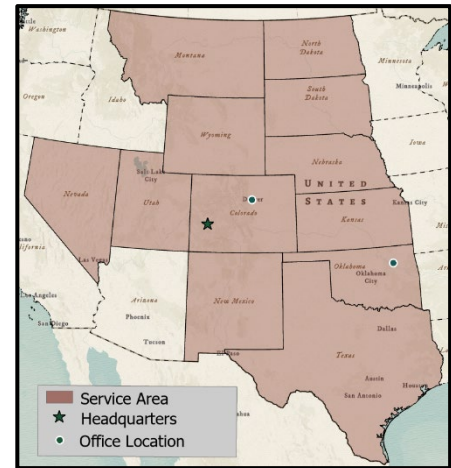 Washington
North
Dakota
Montana
Minnesota
Minneapolis
Oregon
Idaho
South
Dakota
Wyoming
Iowa
Nebraska
Salt Lake
City
UNITED
STATES
Nevada
Utah
Colorado
Kansas
Kansas City
Las Vegas
Oklahoma
Oklahoma
City
Los Angeles
Arizona
New Mexico
Phoenix
San Diego
Dallas
Tucson
El Paso
Texas
Austin
Houston
San Antonio
Service Area
Headquarters
Office Location